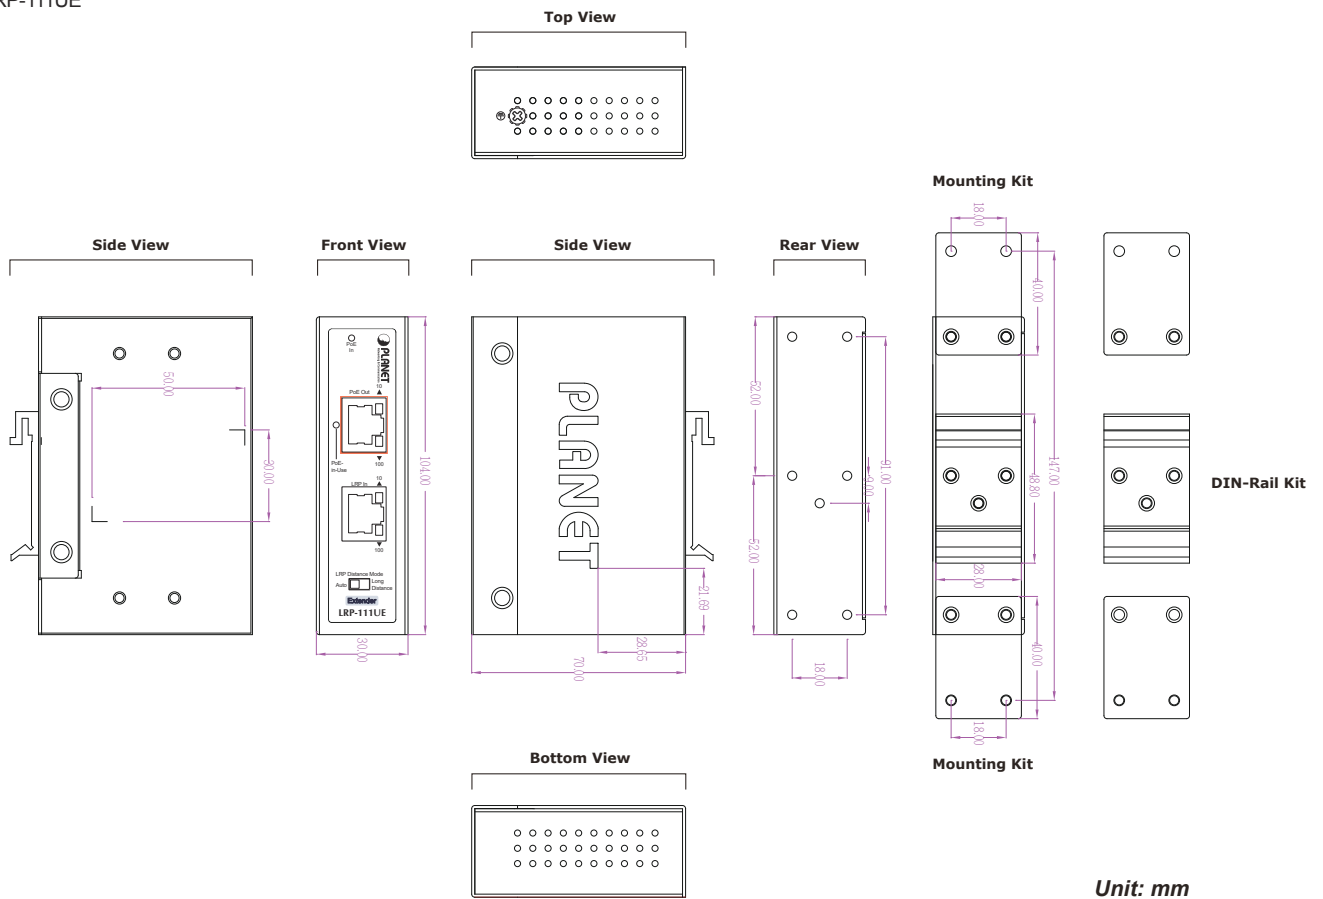 RP-111UE
Top View
Mounting Kit
18.00
Side View
Front View
Side View
Rear View
40.00
PoE
In
PLANET
10
PoE Out
50.00
52.00
PLANET
104.00
PoE-
In-Use
100
30.00
LRP In
10
91.00
9.00
147.00
48.80
DIN-Rail Kit
100
52.00
28.00
LRP Distance Mode
Auto
Long
Distance
Extender
LRP-111UE
21.69
30.00
28.65
70.00
18.00
40.00
18.00
Bottom View
Mounting Kit
Unit: mm